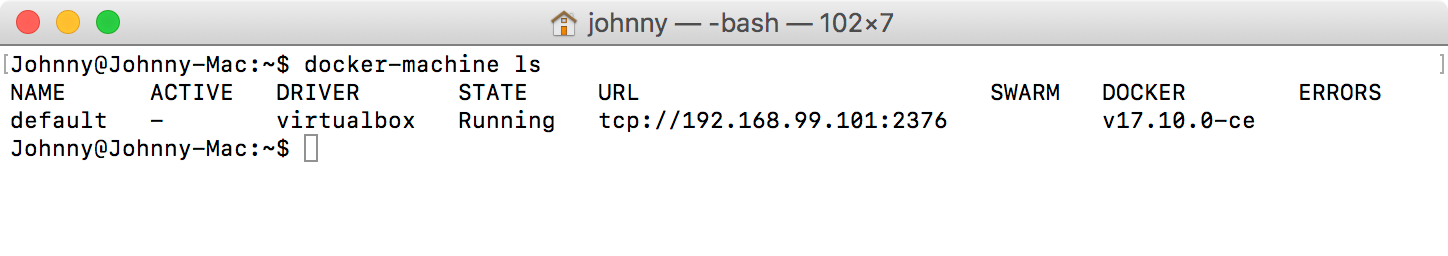 johnny — -bash — 102×7
[Johnny@Johnny-Mac:~$ docker-machine ls ]
NAME      ACTIVE   DRIVER       STATE     URL                         SWARM   DOCKER        ERRORS
default   -        virtualbox   Running   tcp://192.168.99.101:2376           v17.10.0-ce
Johnny@Johnny-Mac:~$